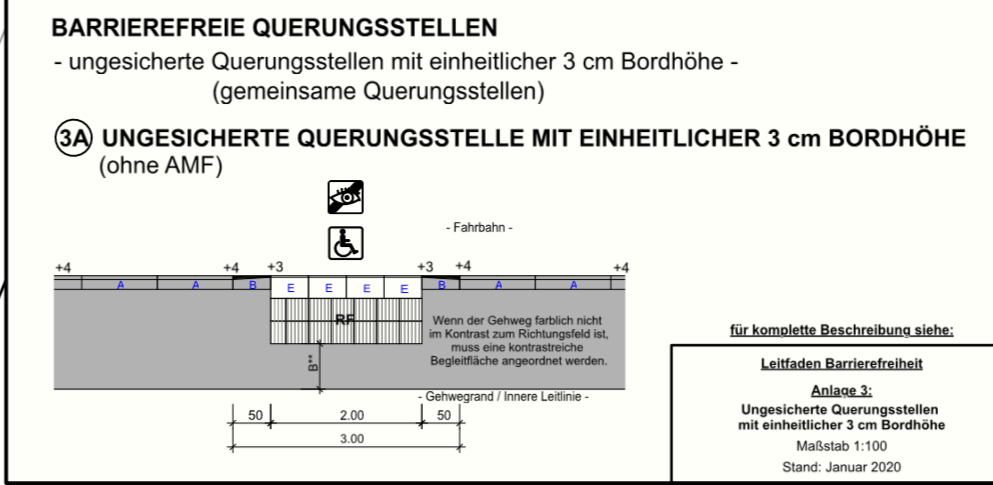 BARRIEREFREIE QUERUNGSSTELLEN
- ungesicherte Querungsstellen mit einheitlicher 3 cm Bordhöhe -
(gemeinsame Querungsstellen)
3A UNGESICHERTE QUERUNGSSTELLE MIT EINHEITLICHER 3 cm BORDHÖHE
(ohne AMF)
- Fahrbahn -
+4 +4 +3 +3 +4 +4
A A B E E E E B A A
RF
Wenn der Gehweg farblich nicht
im Kontrast zum Richtungsfeld ist,
muss eine kontrastreiche
Begleitfläche angeordnet werden.
B**
- Gehwegrand / Innere Leitlinie -
50 2.00 50
3.00
für komplette Beschreibung siehe:
Leitfaden Barrierefreiheit
Anlage 3:
Ungesicherte Querungsstellen
mit einheitlicher 3 cm Bordhöhe
Maßstab 1:100
Stand: Januar 2020